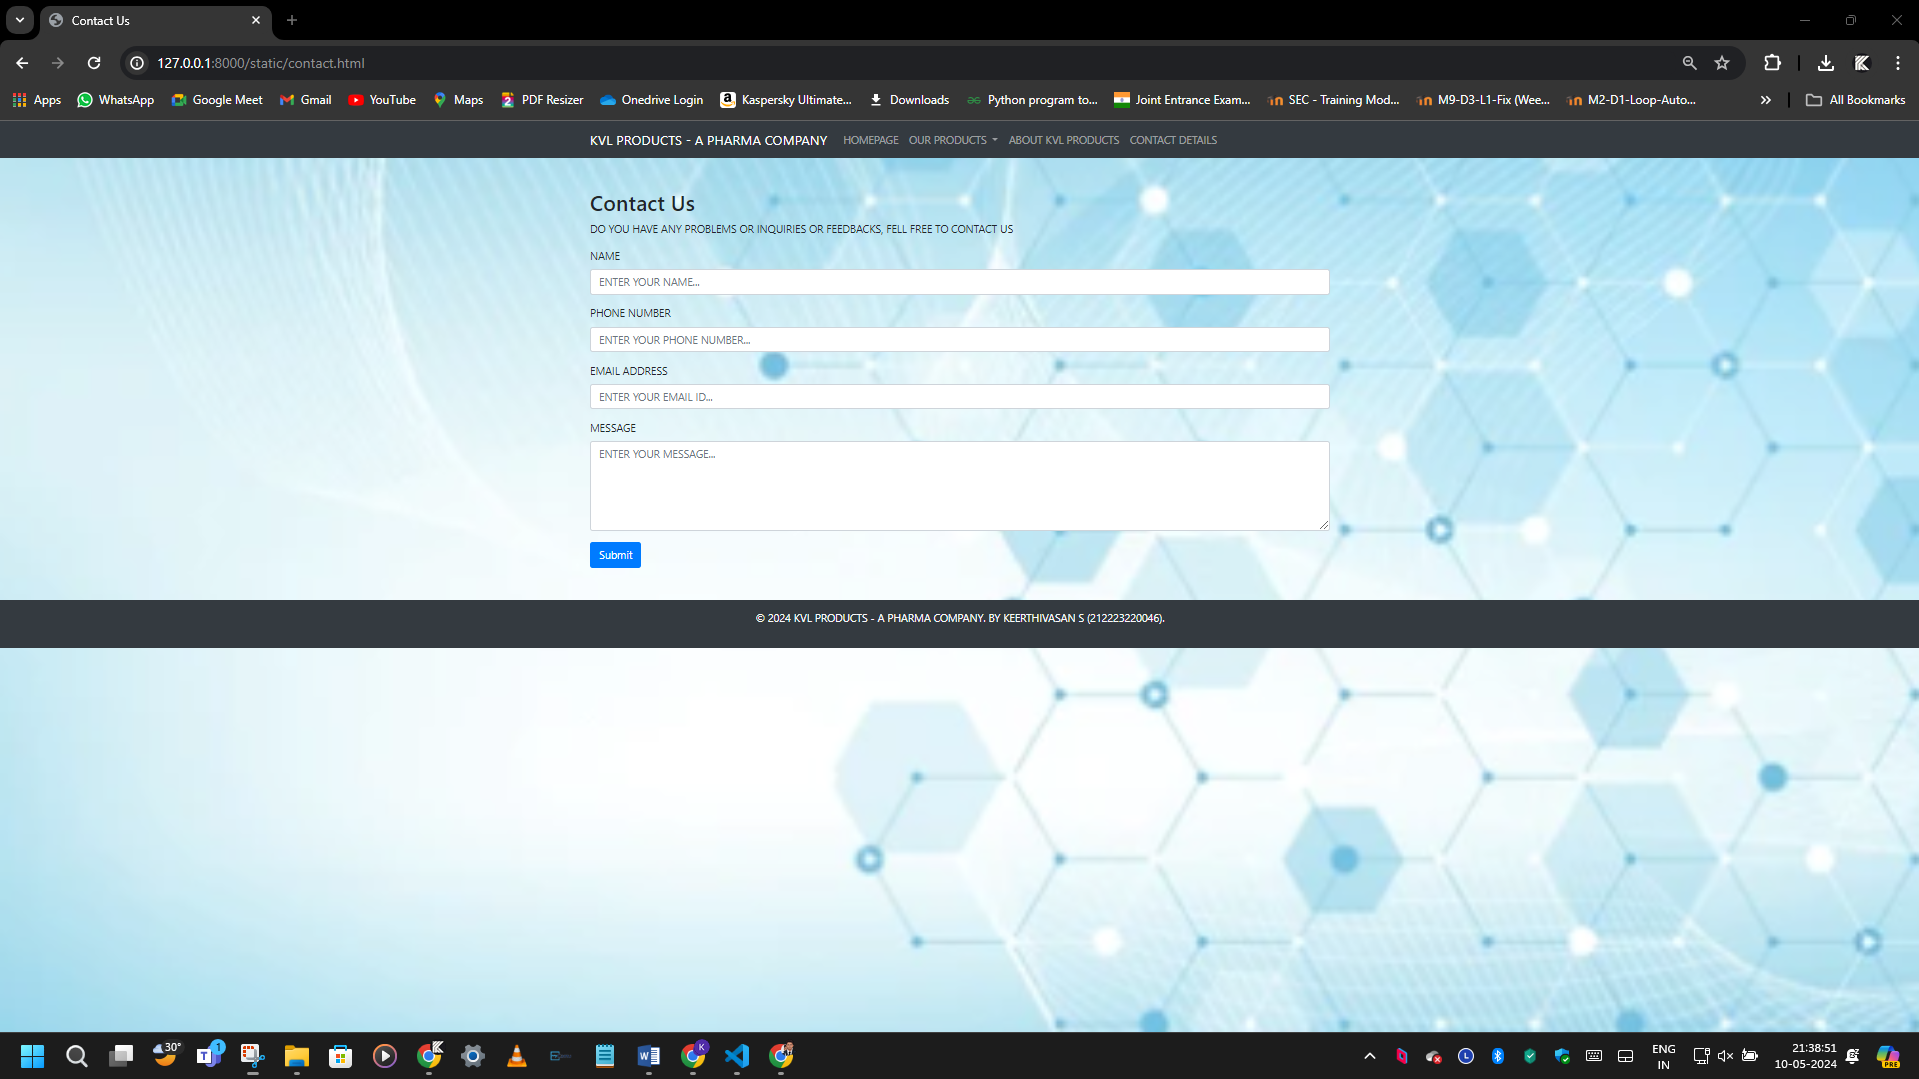 Contact Us
127.0.0.1:8000/static/contact.html
Apps WhatsApp Google Meet Gmail YouTube Maps PDF Resizer Onedrive Login Kaspersky Ultimate... Downloads Python program to... Joint Entrance Exam... SEC - Training Mod... M9-D3-L1-Fix (Wee... M2-D1-Loop-Auto... All Bookmarks
KVL PRODUCTS - A PHARMA COMPANY HOMEPAGE OUR PRODUCTS ABOUT KVL PRODUCTS CONTACT DETAILS
Contact Us
DO YOU HAVE ANY PROBLEMS OR INQUIRIES OR FEEDBACKS, FELL FREE TO CONTACT US
NAME
ENTER YOUR NAME...
PHONE NUMBER
ENTER YOUR PHONE NUMBER...
EMAIL ADDRESS
ENTER YOUR EMAIL ID...
MESSAGE
ENTER YOUR MESSAGE...
Submit
© 2024 KVL PRODUCTS - A PHARMA COMPANY. BY KEERTHIVASAN S (212223220046).
30° 1 K L ENG 21:38:51
IN 10-05-2024 PRE